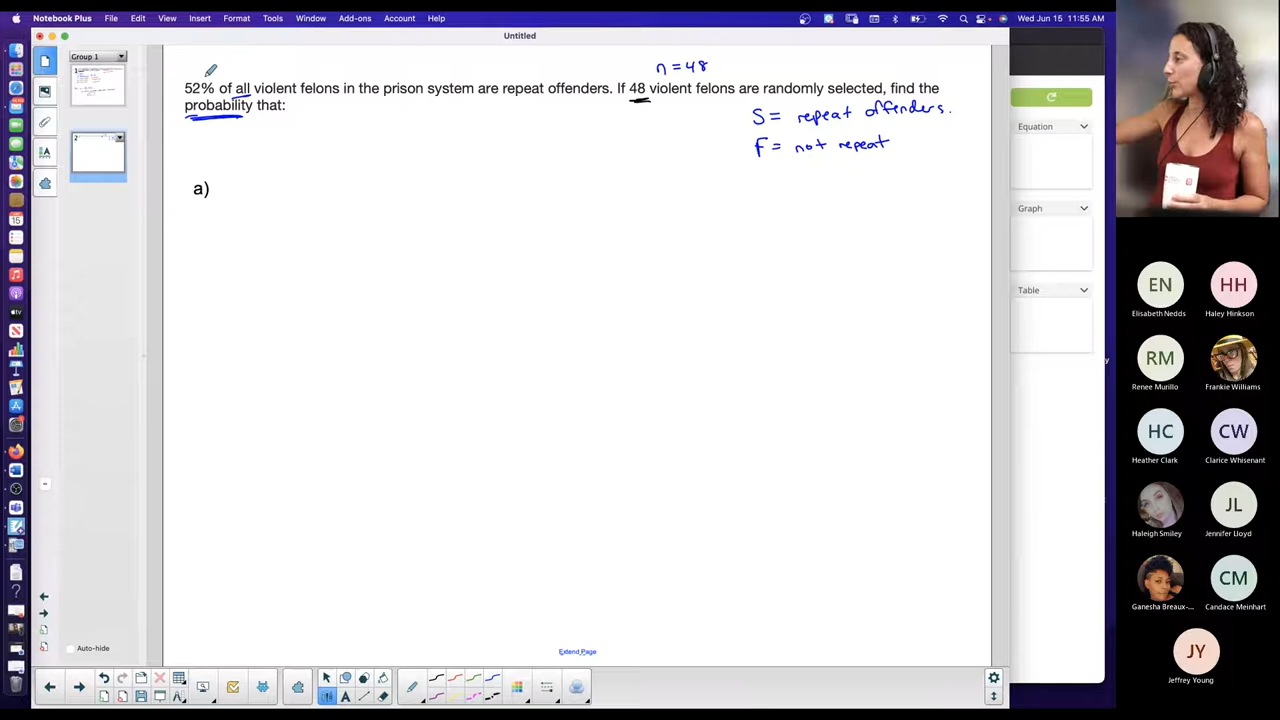 Notebook Plus File Edit View Insert Format Tools Window Add-ons Account Help
Wed Jun 15 11:55 AM
Untitled
Group 1
1
2
n = 48
52% of all violent felons in the prison system are repeat offenders. If 48 violent felons are randomly selected, find the
probability that:
S = repeat offenders.
F = not repeat
a)
Equation
Graph
Table
Extend Page
Auto-hide
EN
Elisabeth Nedds
HH
Haley Hinkson
RM
Renee Murillo
Frankie Williams
HC
Heather Clark
CW
Clarice Whisenant
Haleigh Smiley
JL
Jennifer Lloyd
Ganesha Breaux-...
CM
Candace Meinhart
JY
Jeffrey Young